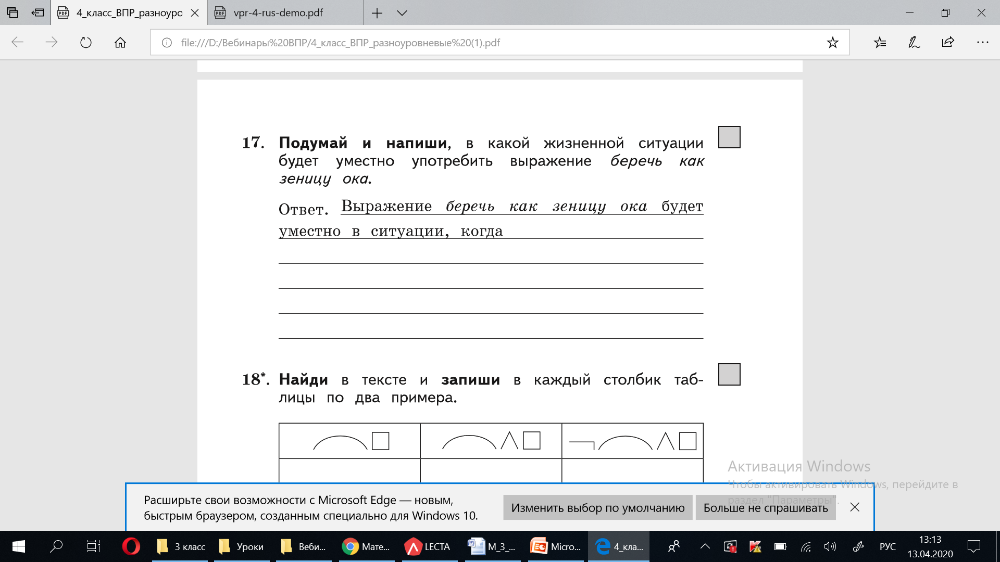 4_класс_ВПР_разноуро
vpr-4-rus-demo.pdf
file:///D:/Вебинары%20ВПР/4_класс_ВПР_разноуровневые%20(1).pdf
17. Подумай и напиши, в какой жизненной ситуации
будет уместно употребить выражение беречь как
зеницу ока.
Ответ. Выражение беречь как зеницу ока будет
уместно в ситуации, когда
18*. Найди в тексте и запиши в каждый столбик таб-
лицы по два примера.
Активация Windows
Чтобы активировать Windows, перейдите в
раздел "Параметры".
Расширьте свои возможности с Microsoft Edge — новым,
быстрым браузером, созданным специально для Windows 10.
Изменить выбор по умолчанию
Больше не спрашивать
3 класс
Уроки
Веби...
Мате...
LECTA
М_3_...
Micro...
4_кла...
РУС
13:13
13.04.2020